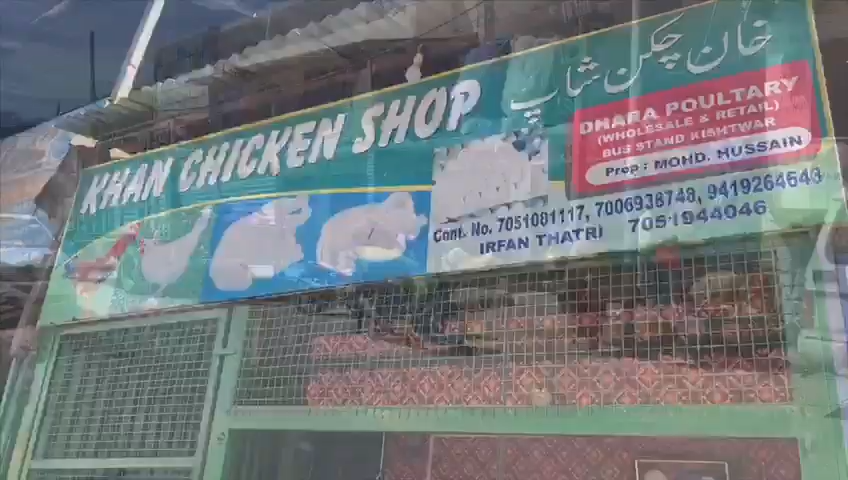 KHAN CHICKEN SHOP
خان چکن شاپ
DHARA POULTARY
(WHOLESALE & RETAIL)
BUS STAND KISHTWAR
Prop: MOHD. HUSSAIN
Cont. No. 7051081117, 7006938748, 9419264643
IRFAN THATRI 7051944046